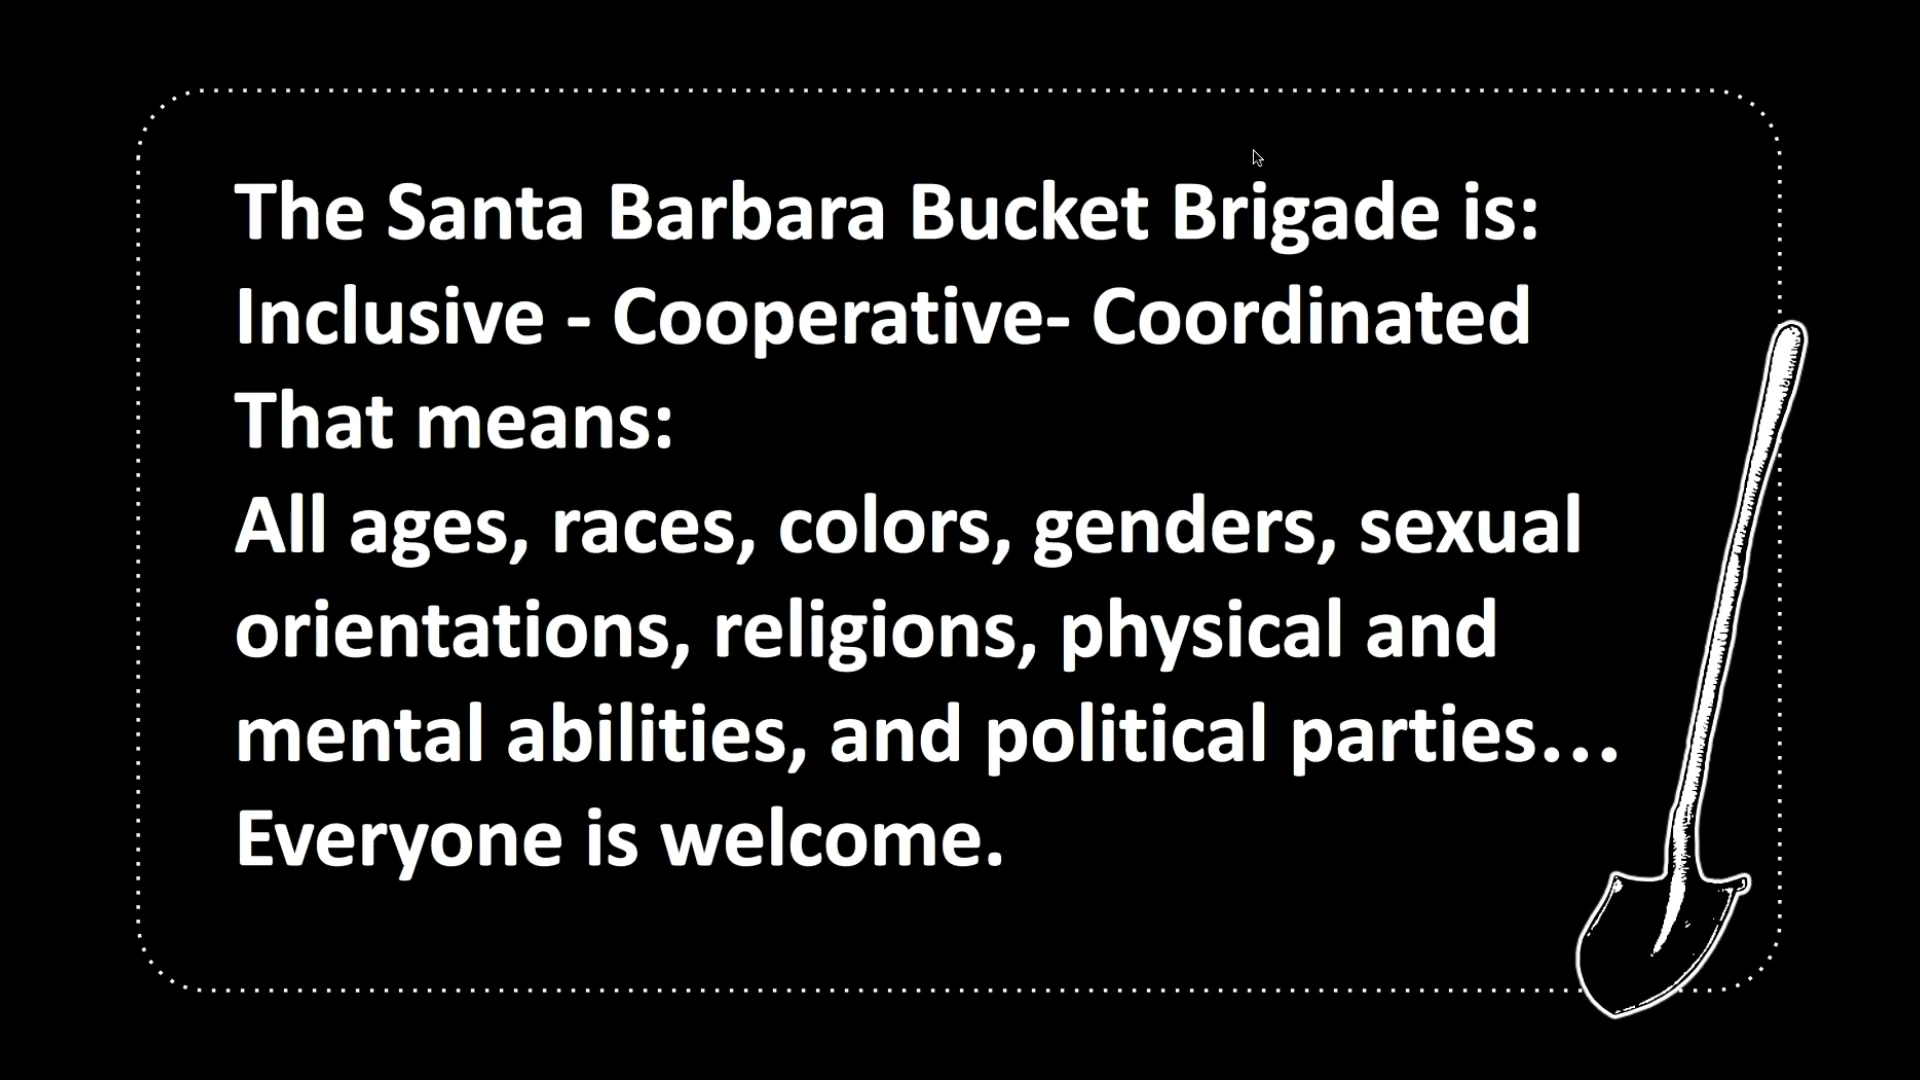 The Santa Barbara Bucket Brigade is:
Inclusive - Cooperative- Coordinated
That means:
All ages, races, colors, genders, sexual
orientations, religions, physical and
mental abilities, and political parties…
Everyone is welcome.